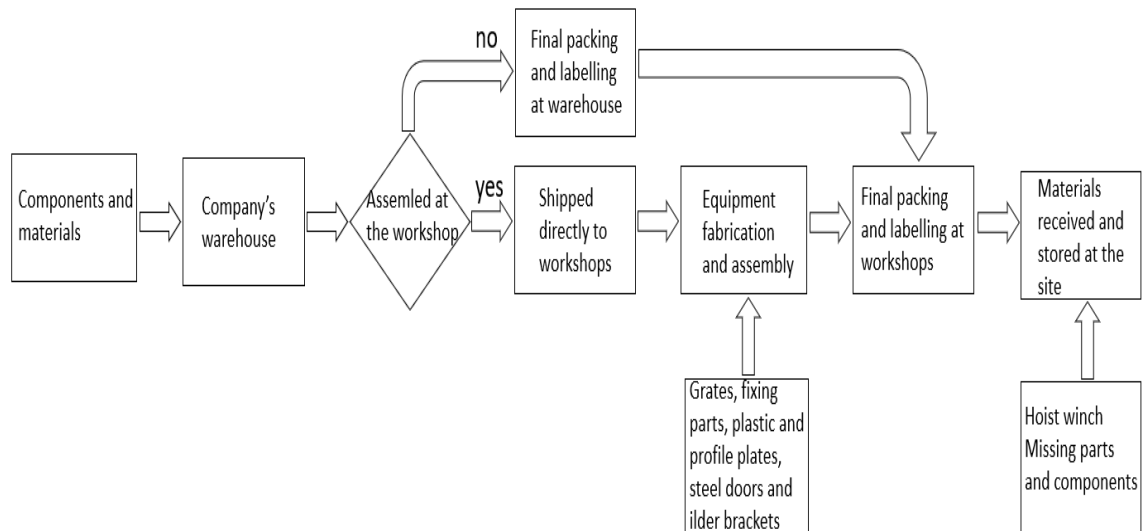 no
Final packing
and labelling
at warehouse
Components and
materials
Company's
warehouse
Assemled at
the workshop
yes
Shipped
directly to
workshops
Equipment
fabrication
and assembly
Final packing
and labelling at
workshops
Materials
received and
stored at the
site
Grates, fixing
parts, plastic and
profile plates,
steel doors and
ilder brackets
Hoist winch
Missing parts
and components